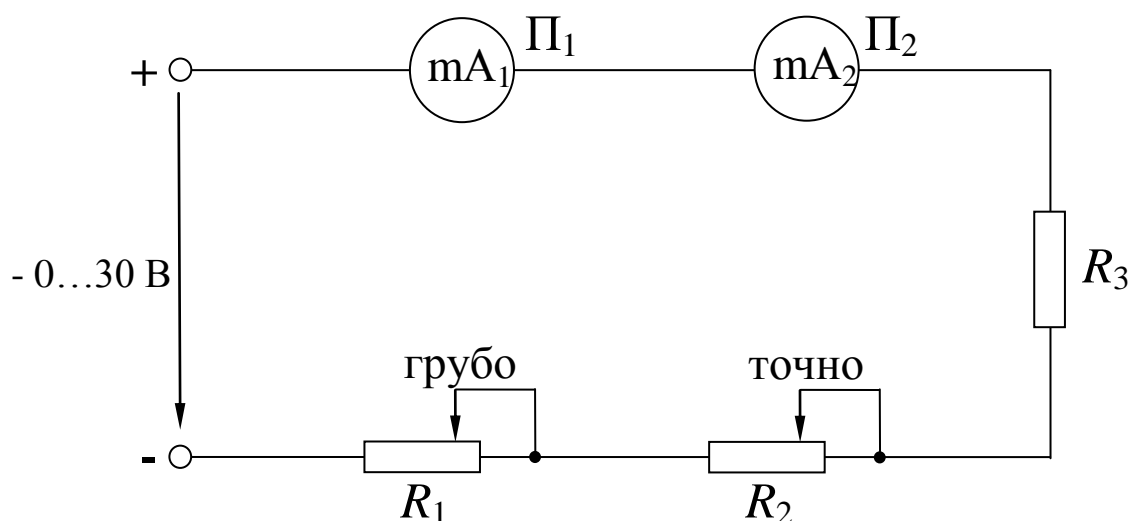 П1
П2
+
mA1
mA2
- 0…30 В
R3
грубо
точно
-
R1
R2